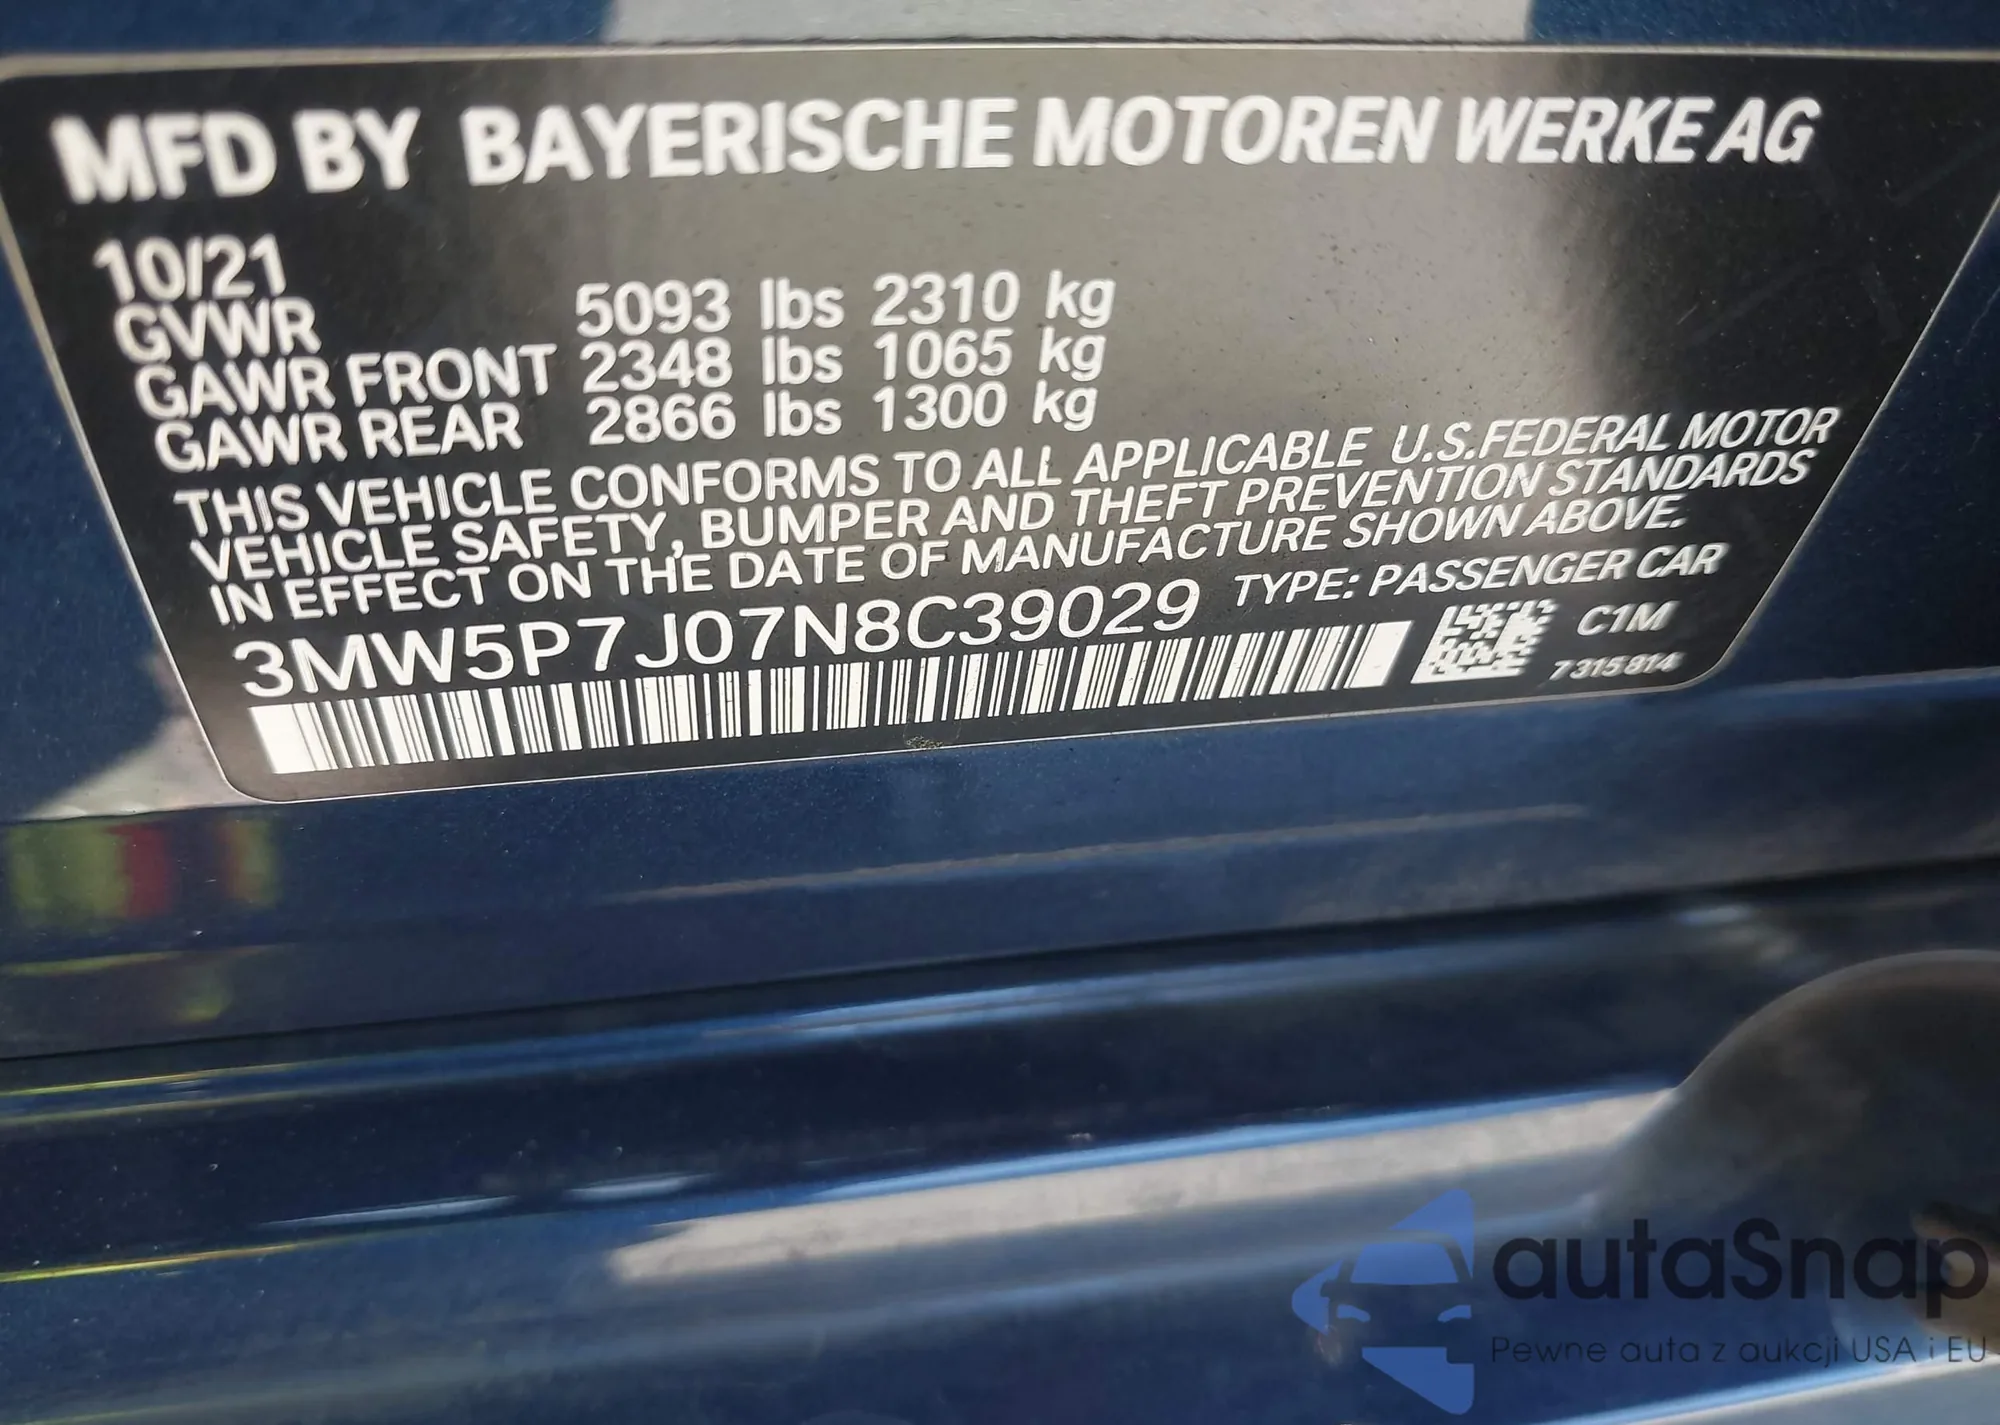 MFD BY BAYERISCHE MOTOREN WERKE AG
10/21
GVWR 5093 lbs 2310 kg
GAWR FRONT 2348 lbs 1065 kg
GAWR REAR 2866 lbs 1300 kg
THIS VEHICLE CONFORMS TO ALL APPLICABLE U.S.FEDERAL MOTOR
VEHICLE SAFETY, BUMPER AND THEFT PREVENTION STANDARDS
IN EFFECT ON THE DATE OF MANUFACTURE SHOWN ABOVE.
3MW5P7J07N8C39029 TYPE: PASSENGER CAR
C1M
7315814
autaSnap
Pewne auta z aukcji USA i EU